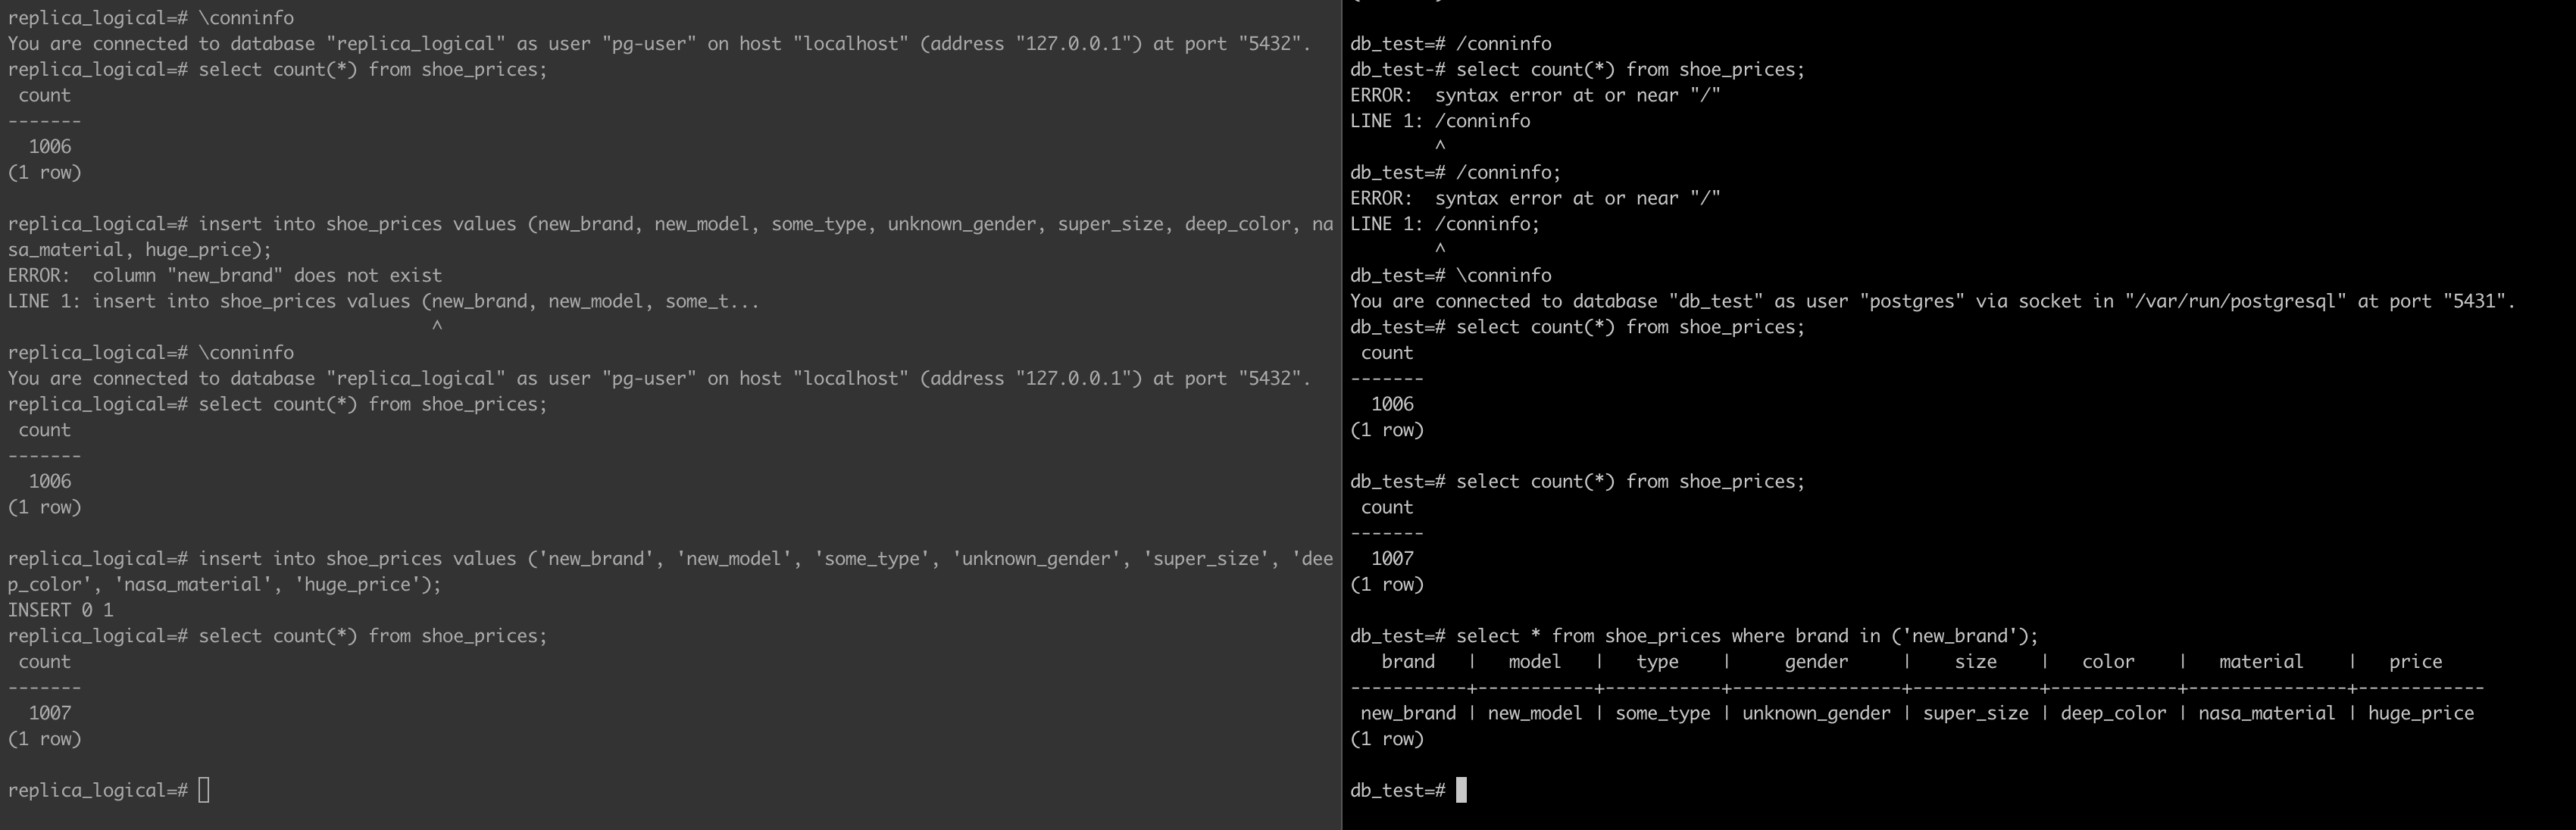 replica_logical=# \conninfo
You are connected to database "replica_logical" as user "pg-user" on host "localhost" (address "127.0.0.1") at port "5432".
replica_logical=# select count(*) from shoe_prices;
 count
-------
  1006
(1 row)

replica_logical=# insert into shoe_prices values (new_brand, new_model, some_type, unknown_gender, super_size, deep_color, na
sa_material, huge_price);
ERROR:  column "new_brand" does not exist
LINE 1: insert into shoe_prices values (new_brand, new_model, some_t...
                                        ^
replica_logical=# \conninfo
You are connected to database "replica_logical" as user "pg-user" on host "localhost" (address "127.0.0.1") at port "5432".
replica_logical=# select count(*) from shoe_prices;
 count
-------
  1006
(1 row)

replica_logical=# insert into shoe_prices values ('new_brand', 'new_model', 'some_type', 'unknown_gender', 'super_size', 'dee
p_color', 'nasa_material', 'huge_price');
INSERT 0 1
replica_logical=# select count(*) from shoe_prices;
 count
-------
  1007
(1 row)

replica_logical=#

db_test=# /conninfo
db_test-# select count(*) from shoe_prices;
ERROR:  syntax error at or near "/"
LINE 1: /conninfo
        ^
db_test=# /conninfo;
ERROR:  syntax error at or near "/"
LINE 1: /conninfo;
        ^
db_test=# \conninfo
You are connected to database "db_test" as user "postgres" via socket in "/var/run/postgresql" at port "5431".
db_test=# select count(*) from shoe_prices;
 count
-------
  1006
(1 row)

db_test=# select count(*) from shoe_prices;
 count
-------
  1007
(1 row)

db_test=# select * from shoe_prices where brand in ('new_brand');
   brand   |   model   |   type    |     gender     |    size    |   color    |   material    |   price
-----------+-----------+-----------+----------------+------------+------------+---------------+------------
 new_brand | new_model | some_type | unknown_gender | super_size | deep_color | nasa_material | huge_price
(1 row)

db_test=#